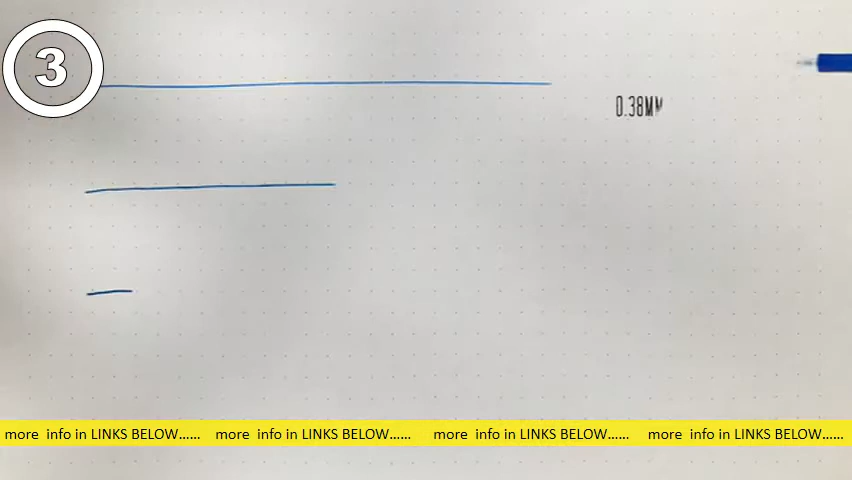 3
0.38MM
more info in LINKS BELOW...... more info in LINKS BELOW...... more info in LINKS BELOW...... more info in LINKS BELOW......